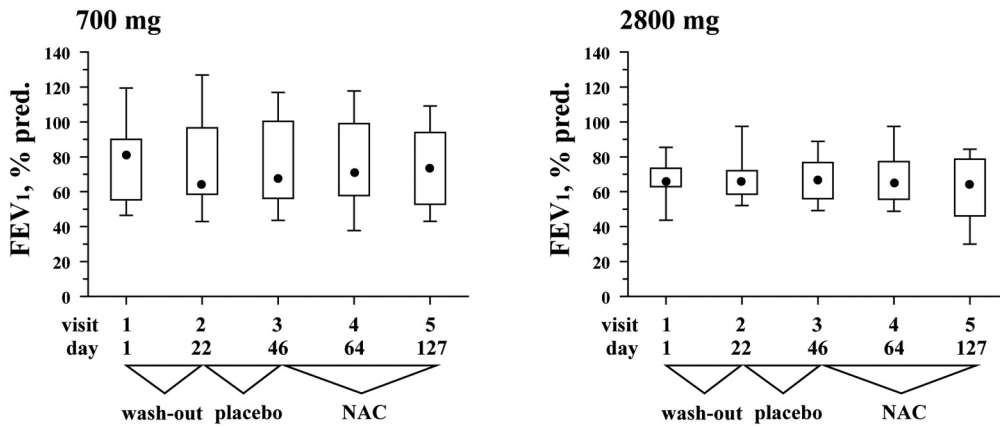 700 mg
FEV1, % pred.
140
120
100
80
60
40
20
0
visit 1 2 3 4 5
day 1 22 46 64 127
wash-out placebo NAC
2800 mg
FEV1, % pred.
140
120
100
80
60
40
20
0
visit 1 2 3 4 5
day 1 22 46 64 127
wash-out placebo NAC